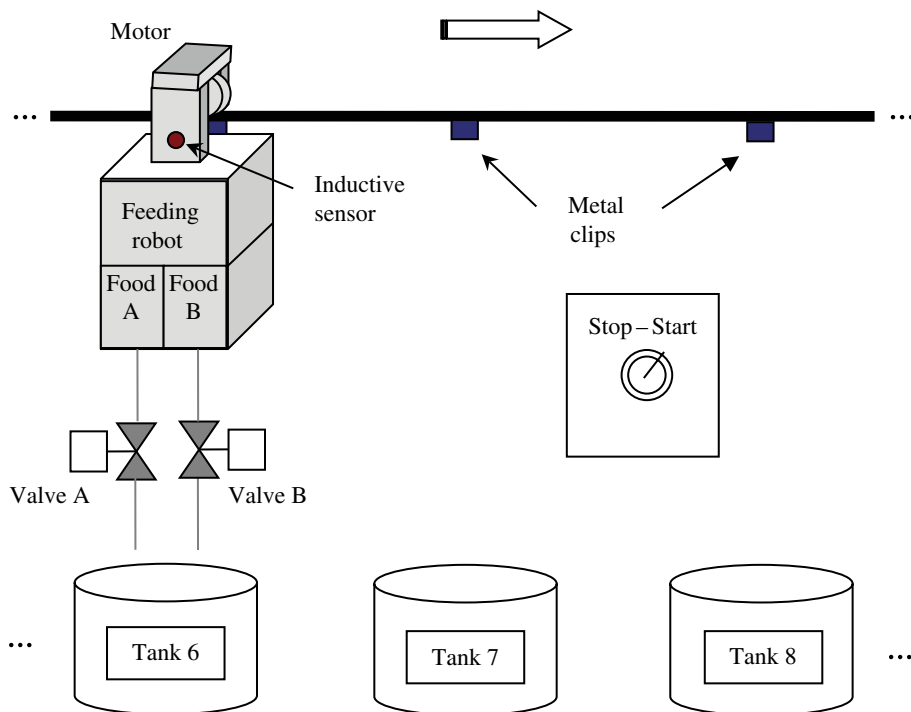 Motor
Inductive
sensor
Metal
clips
Feeding
robot
Food
A
Food
B
Stop – Start
Valve A
Valve B
...
...
Tank 6
Tank 7
Tank 8
...
...